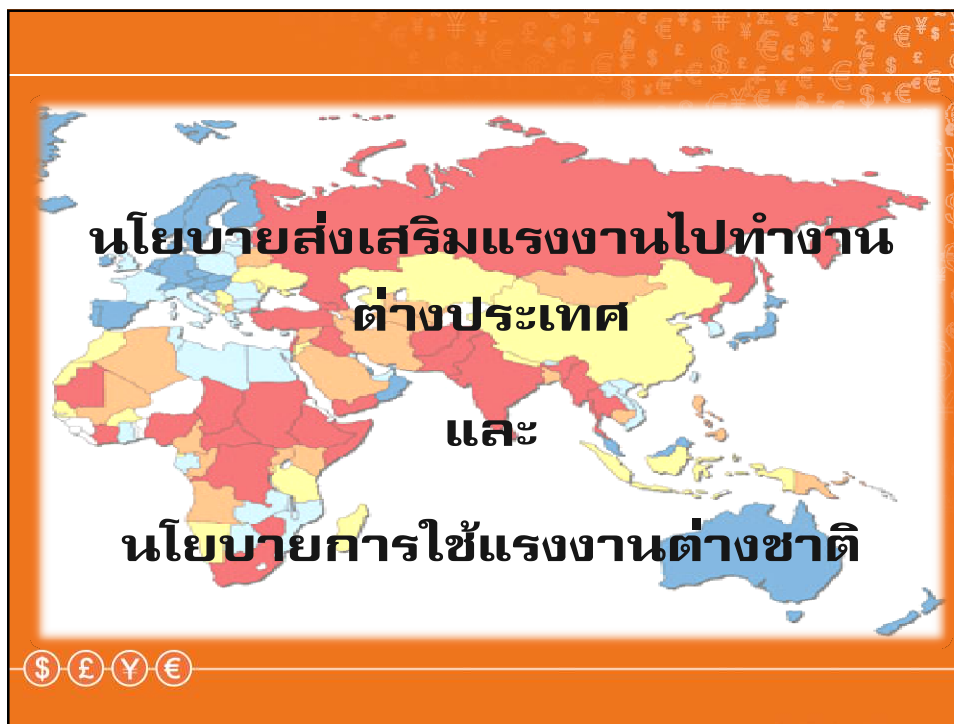 นโยบายส่งเสริมแรงงานไปทำงาน
ต่างประเทศ
และ
นโยบายการใช้แรงงานต่างชาติ
$ £ ¥ €